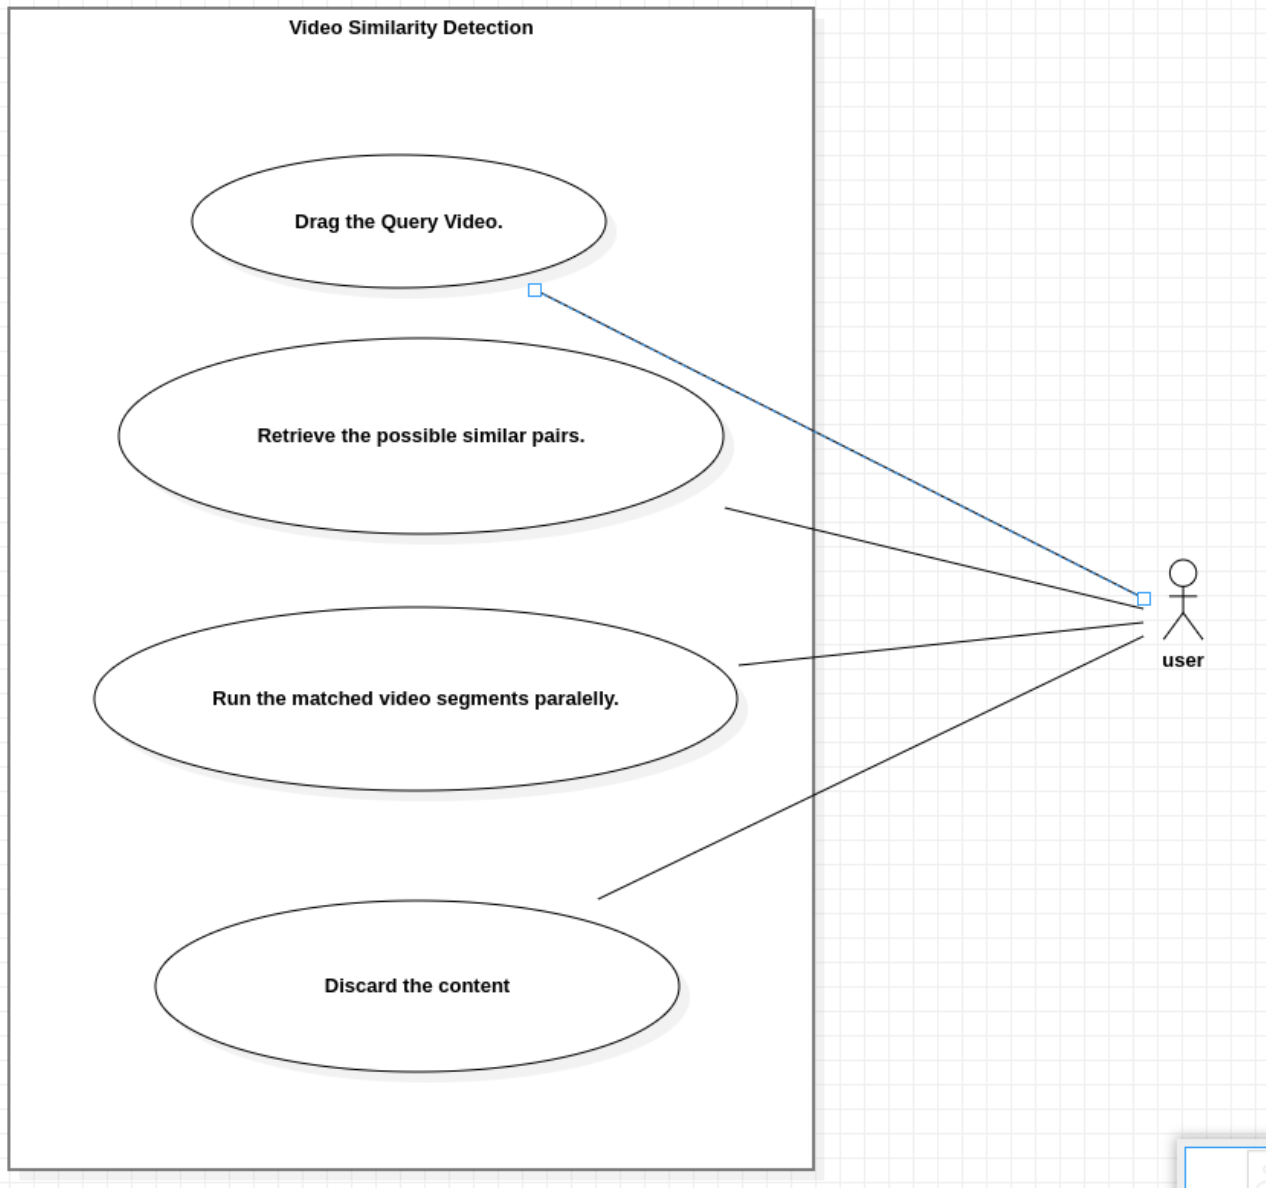 Video Similarity Detection
Drag the Query Video.
Retrieve the possible similar pairs.
Run the matched video segments paralelly.
user
Discard the content